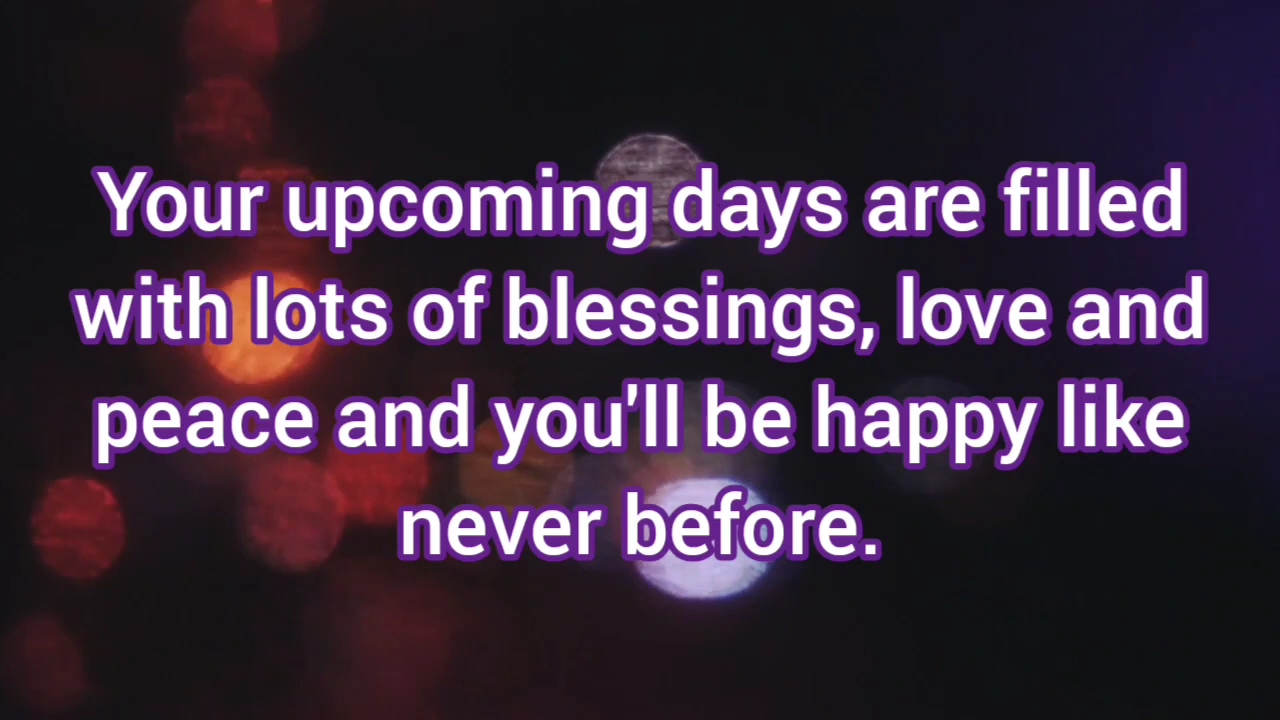 Your upcoming days are filled
with lots of blessings, love and
peace and you'll be happy like
never before.